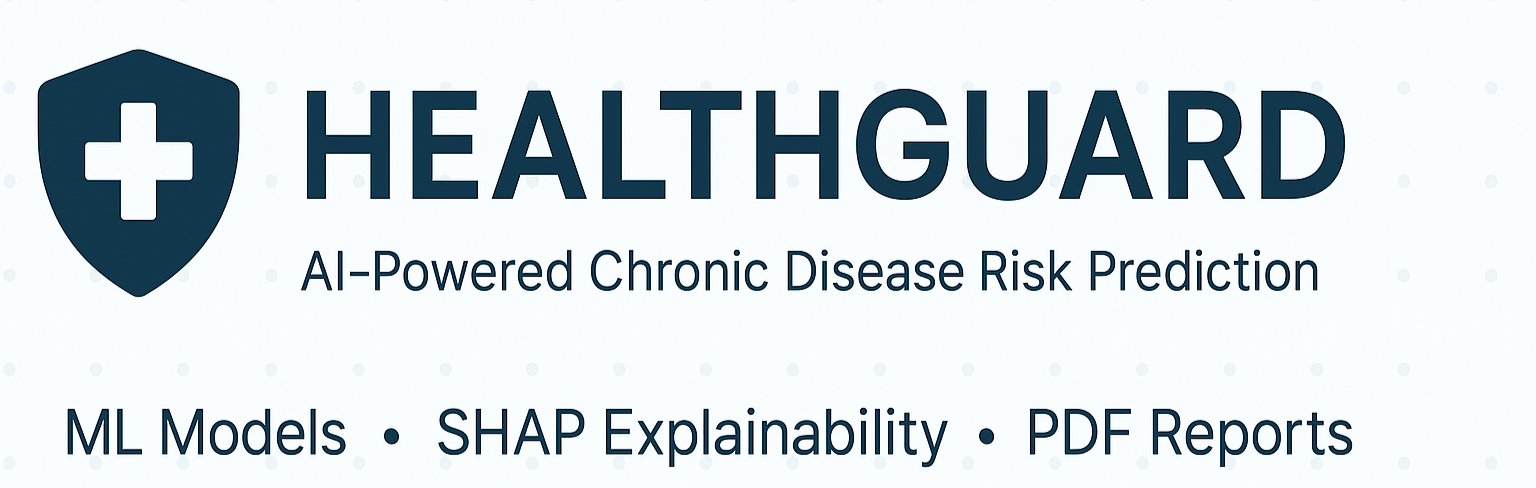 HEALTHGUARD
AI-Powered Chronic Disease Risk Prediction
ML Models • SHAP Explainability • PDF Reports